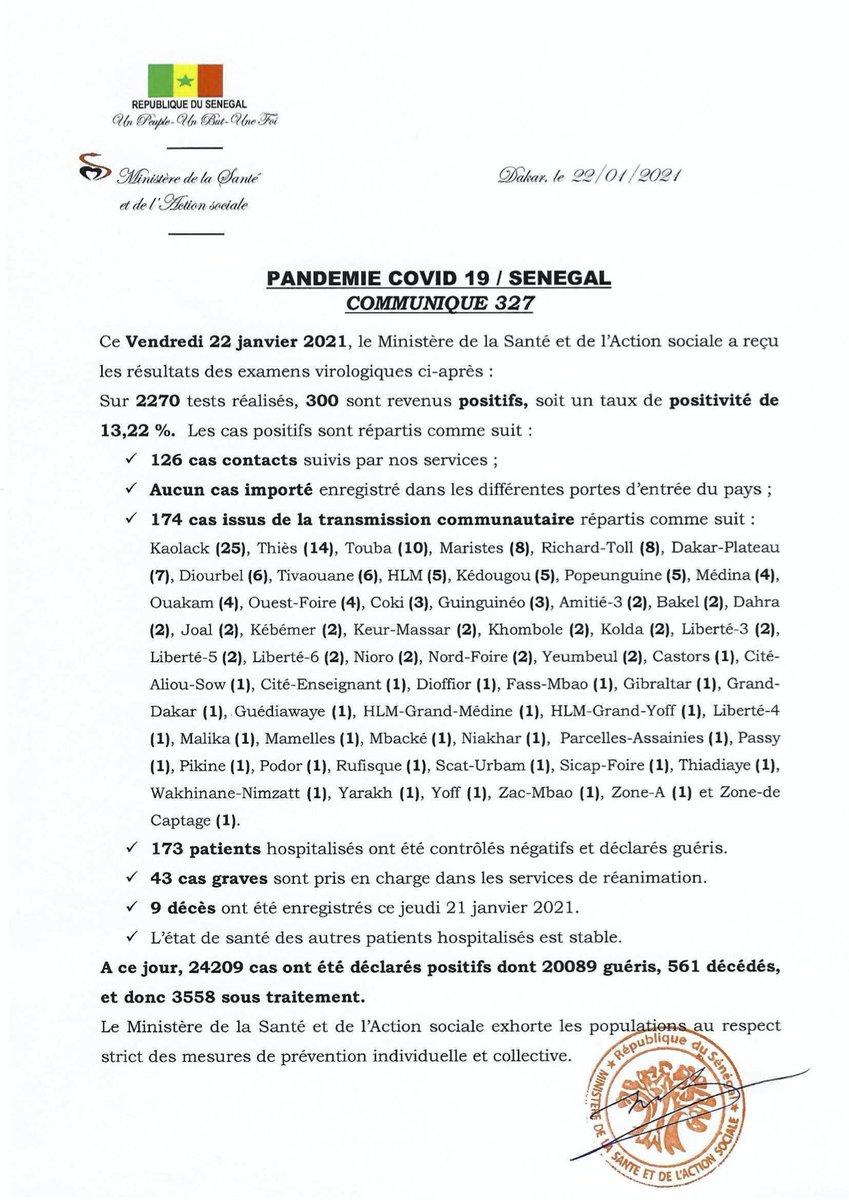 REPUBLIQUE DU SENEGAL
Un Peuple-Un But-Une Foi
Ministère de la Santé
et de l'Action sociale
Dakar, le 22/01/2021
PANDEMIE COVID 19 / SENEGAL
COMMUNIQUE 327
Ce Vendredi 22 janvier 2021, le Ministère de la Santé et de l'Action sociale a reçu
les résultats des examens virologiques ci-après :
Sur 2270 tests réalisés, 300 sont revenus positifs, soit un taux de positivité de
13,22 %. Les cas positifs sont répartis comme suit :
✓ 126 cas contacts suivis par nos services ;
✓ Aucun cas importé enregistré dans les différentes portes d'entrée du pays ;
✓ 174 cas issus de la transmission communautaire répartis comme suit :
Kaolack (25), Thiès (14), Touba (10), Maristes (8), Richard-Toll (8), Dakar-Plateau
(7), Diourbel (6), Tivaouane (6), HLM (5), Kédougou (5), Popeunguine (5), Médina (4),
Ouakam (4), Ouest-Foire (4), Coki (3), Guinguinéo (3), Amitié-3 (2), Bakel (2), Dahra
(2), Joal (2), Kébémer (2), Keur-Massar (2), Khombole (2), Kolda (2), Liberté-3 (2),
Liberté-5 (2), Liberté-6 (2), Nioro (2), Nord-Foire (2), Yeumbeul (2), Castors (1), Cité-
Aliou-Sow (1), Cité-Enseignant (1), Dioffior (1), Fass-Mbao (1), Gibraltar (1), Grand-
Dakar (1), Guédiawaye (1), HLM-Grand-Médine (1), HLM-Grand-Yoff (1), Liberté-4
(1), Malika (1), Mamelles (1), Mbacké (1), Niakhar (1), Parcelles-Assainies (1), Passy
(1), Pikine (1), Podor (1), Rufisque (1), Scat-Urbam (1), Sicap-Foire (1), Thiadiaye (1),
Wakhinane-Nimzatt (1), Yarakh (1), Yoff (1), Zac-Mbao (1), Zone-A (1) et Zone-de
Captage (1).
✓ 173 patients hospitalisés ont été contrôlés négatifs et déclarés guéris.
✓ 43 cas graves sont pris en charge dans les services de réanimation.
✓ 9 décès ont été enregistrés ce jeudi 21 janvier 2021.
✓ L'état de santé des autres patients hospitalisés est stable.
A ce jour, 24209 cas ont été déclarés positifs dont 20089 guéris, 561 décédés,
et donc 3558 sous traitement.
Le Ministère de la Santé et de l'Action sociale exhorte les populations au respect
strict des mesures de prévention individuelle et collective.
République du Sénégal
MINISTERE DE LA SANTE ET DE L'ACTION SOCIALE